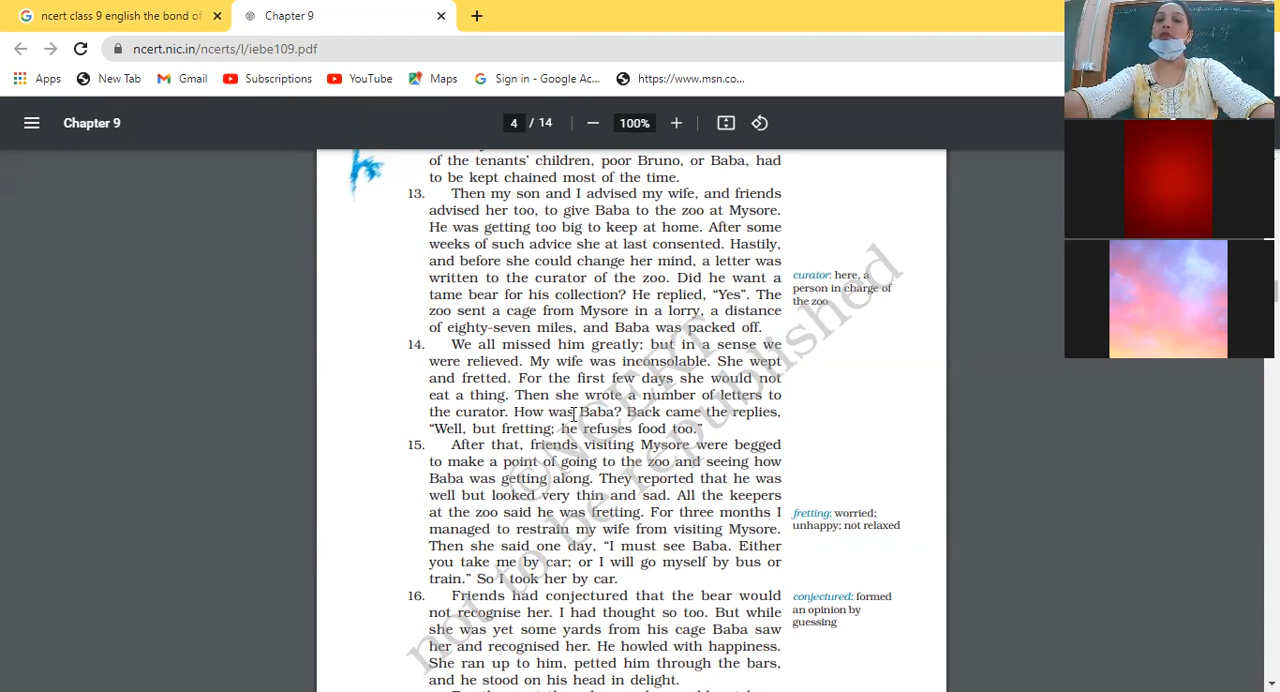 ncert class 9 english the bond of
Chapter 9
ncert.nic.in/ncerts/l/iebe109.pdf
Apps
New Tab
Gmail
Subscriptions
YouTube
Maps
Sign in - Google Ac...
https://www.msn.co...
Chapter 9
4 / 14
100%
of the tenants' children, poor Bruno, or Baba, had
to be kept chained most of the time.
13. Then my son and I advised my wife, and friends
advised her too, to give Baba to the zoo at Mysore.
He was getting too big to keep at home. After some
weeks of such advice she at last consented. Hastily,
and before she could change her mind, a letter was
written to the curator of the zoo. Did he want a
tame bear for his collection? He replied, “Yes”. The
zoo sent a cage from Mysore in a lorry, a distance
of eighty-seven miles, and Baba was packed off.
curator: here, a
person in charge of
the zoo
14. We all missed him greatly; but in a sense we
were relieved. My wife was inconsolable. She wept
and fretted. For the first few days she would not
eat a thing. Then she wrote a number of letters to
the curator. How was Baba? Back came the replies,
“Well, but fretting; he refuses food too.”
15. After that, friends visiting Mysore were begged
to make a point of going to the zoo and seeing how
Baba was getting along. They reported that he was
well but looked very thin and sad. All the keepers
at the zoo said he was fretting. For three months I
managed to restrain my wife from visiting Mysore.
Then she said one day, “I must see Baba. Either
you take me by car; or I will go myself by bus or
train.” So I took her by car.
fretting: worried;
unhappy; not relaxed
16. Friends had conjectured that the bear would
not recognise her. I had thought so too. But while
she was yet some yards from his cage Baba saw
her and recognised her. He howled with happiness.
She ran up to him, petted him through the bars,
and he stood on his head in delight.
conjectured: formed
an opinion by
guessing
©NCERT
not to be republished